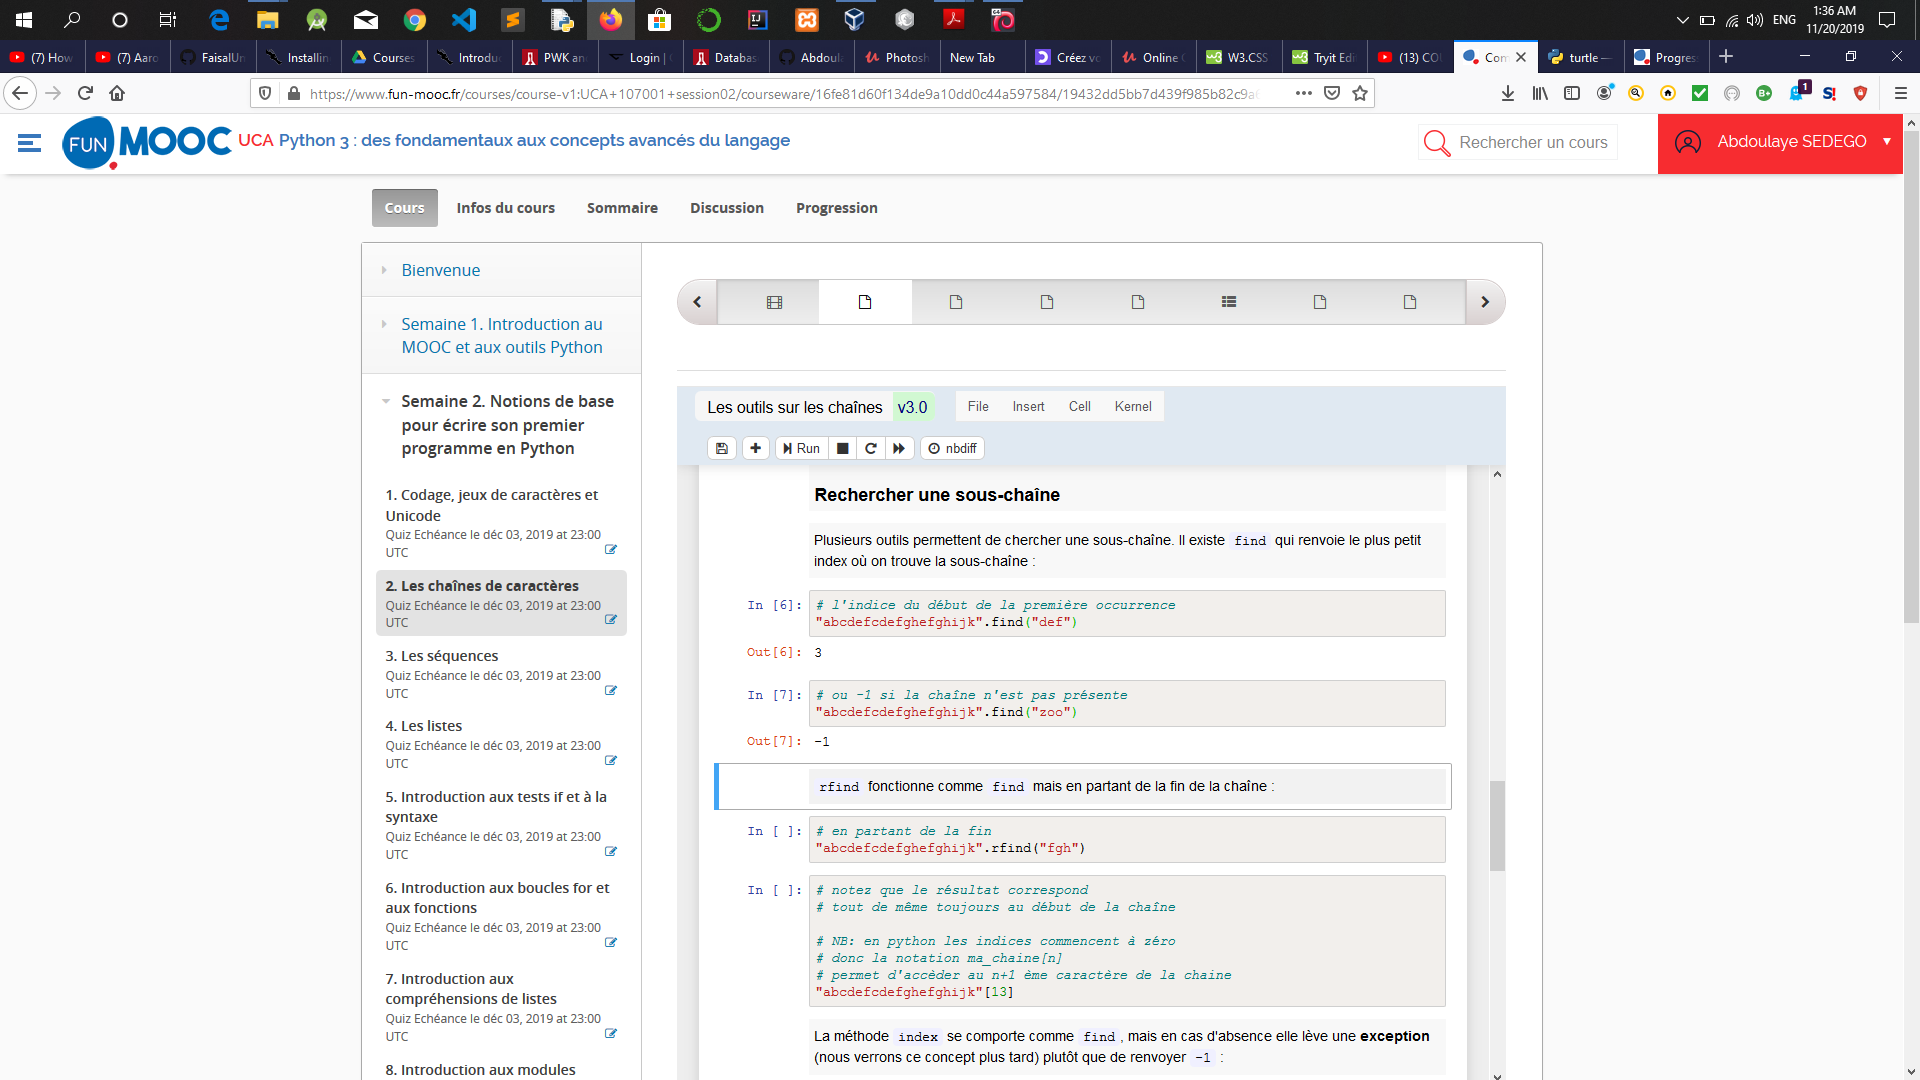 ENG
1:36 AM
11/20/2019
(7) How
(7) Aaro
FaisalUn
Installin
Courses
Introduc
PWK an
Login |
Databas
Abdoula
Photosh
New Tab
Créez vo
Online
W3.CSS
Tryit Edi
(13) CO
Con
turtle —
Progres
https://www.fun-mooc.fr/courses/course-v1:UCA+107001+session02/courseware/16fe81d60f134de9a10dd0c44a597584/19432dd5bb7d439f985b82c9a
1
FUN MOOC
UCA Python 3 : des fondamentaux aux concepts avancés du langage
Rechercher un cours
Abdoulaye SEDEGO
Cours
Infos du cours
Sommaire
Discussion
Progression
Bienvenue
Semaine 1. Introduction au
MOOC et aux outils Python
Semaine 2. Notions de base
pour écrire son premier
programme en Python
1. Codage, jeux de caractères et
Unicode
Quiz Echéance le déc 03, 2019 at 23:00
UTC
2. Les chaînes de caractères
Quiz Echéance le déc 03, 2019 at 23:00
UTC
3. Les séquences
Quiz Echéance le déc 03, 2019 at 23:00
UTC
4. Les listes
Quiz Echéance le déc 03, 2019 at 23:00
UTC
5. Introduction aux tests if et à la
syntaxe
Quiz Echéance le déc 03, 2019 at 23:00
UTC
6. Introduction aux boucles for et
aux fonctions
Quiz Echéance le déc 03, 2019 at 23:00
UTC
7. Introduction aux
compréhensions de listes
Quiz Echéance le déc 03, 2019 at 23:00
UTC
8. Introduction aux modules
Les outils sur les chaînes v3.0
File
Insert
Cell
Kernel
Run
nbdiff
Rechercher une sous-chaîne
Plusieurs outils permettent de chercher une sous-chaîne. Il existe find qui renvoie le plus petit
index où on trouve la sous-chaîne :
In [6]: # l'indice du début de la première occurrence
"abcdefcdefghefghijk".find("def")
Out[6]: 3
In [7]: # ou -1 si la chaîne n'est pas présente
"abcdefcdefghefghijk".find("zoo")
Out[7]: -1
rfind fonctionne comme find mais en partant de la fin de la chaîne :
In [ ]: # en partant de la fin
"abcdefcdefghefghijk".rfind("fgh")
In [ ]: # notez que le résultat correspond
# tout de même toujours au début de la chaîne
# NB: en python les indices commencent à zéro
# donc la notation ma_chaine[n]
# permet d'accèder au n+1 ème caractère de la chaine
"abcdefcdefghefghijk"[13]
La méthode index se comporte comme find , mais en cas d'absence elle lève une exception
(nous verrons ce concept plus tard) plutôt que de renvoyer -1 :